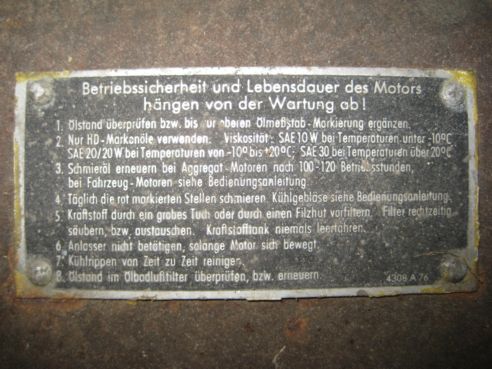 Betriebssicherheit und Lebensdauer des Motors
hängen von der Wartung ab!
1. Ölstand überprüfen bzw. bis zur oberen Ölmeßstab-Markierung ergänzen.
2. Nur HD-Markenöle verwenden. Viskosität: SAE 10 W bei Temperaturen unter -10°C
SAE 20/20 W bei Temperaturen von -10° bis +20°C; SAE 30 bei Temperaturen über 20°C
3. Schmieröl erneuern bei Aggregat-Motoren nach 100-120 Betriebsstunden,
bei Fahrzeug-Motoren siehe Bedienungsanleitung.
4. Täglich die rot markierten Stellen schmieren. Kühlgebläse siehe Bedienungsanleitung.
5. Kraftstoff durch ein grobes Tuch oder durch einen Filzhut vorfiltern. Filter rechtzeitig
säubern, bzw. austauschen. Kraftstofftank niemals leerfahren.
6. Anlasser nicht betätigen, solange Motor sich bewegt.
7. Kühlrippen von Zeit zu Zeit reinigen.
8. Ölstand im Ölbadluftfilter überprüfen, bzw. erneuern.
4308 A 76